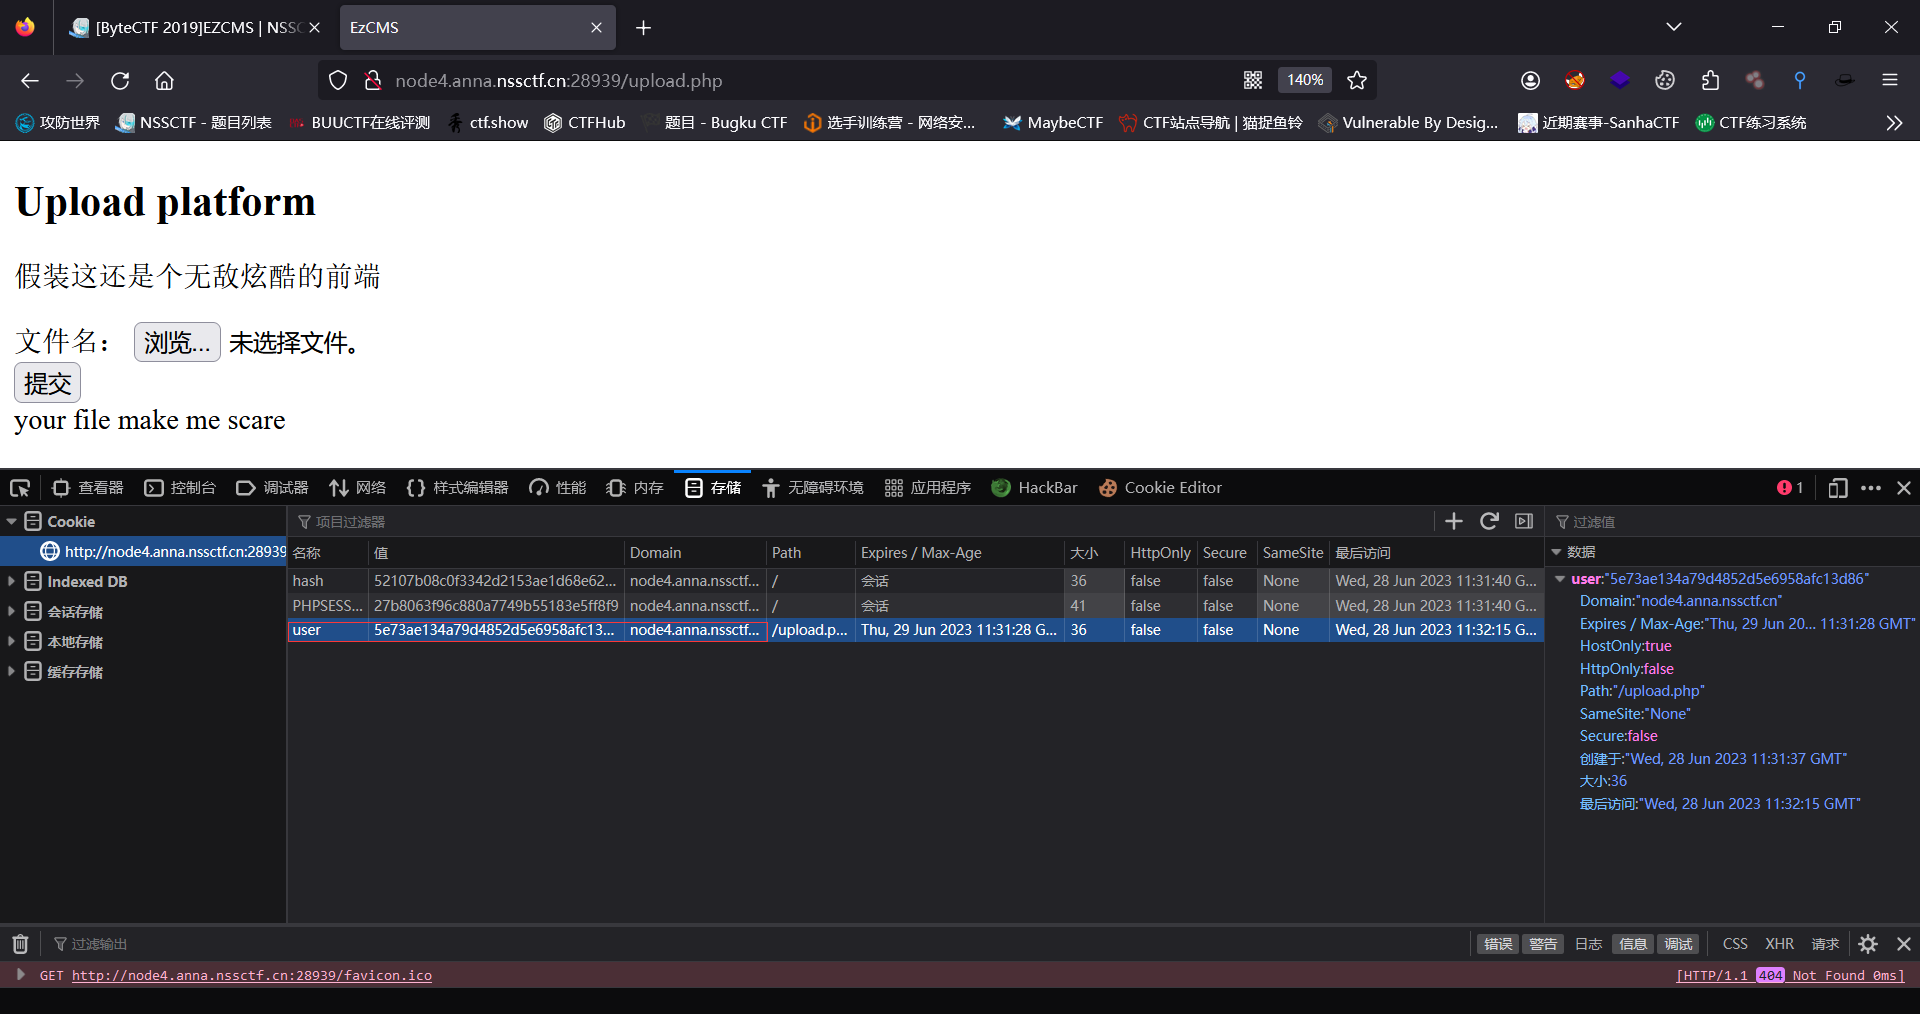 [ByteCTF 2019]EZCMS | NSSC
EzCMS
node4.anna.nssctf.cn:28939/upload.php
140%
攻防世界 NSSCTF - 题目列表 BUUCTF在线评测 ctf.show CTFHub 题目 - Bugku CTF 选手训练营 - 网络安... MaybeCTF CTF站点导航 | 猫捉鱼铃 Vulnerable By Desig... 近期赛事-SanhaCTF CTF练习系统
Upload platform
假装这还是个无敌炫酷的前端
文件名： 浏览... 未选择文件。
提交
your file make me scare
查看器 控制台 调试器 网络 样式编辑器 性能 内存 存储 无障碍环境 应用程序 HackBar Cookie Editor 1
Cookie
http://node4.anna.nssctf.cn:28939
Indexed DB
会话存储
本地存储
缓存存储
项目过滤器
名称 值 Domain Path Expires / Max-Age 大小 HttpOnly Secure SameSite 最后访问
hash 52107b08c0f3342d2153ae1d68e62... node4.anna.nssctf... / 会话 36 false false None Wed, 28 Jun 2023 11:31:40 G...
PHPSESS... 27b8063f96c880a7749b55183e5ff8f9 node4.anna.nssctf... / 会话 41 false false None Wed, 28 Jun 2023 11:31:40 G...
user 5e73ae134a79d4852d5e6958afc13... node4.anna.nssctf... /upload.p... Thu, 29 Jun 2023 11:31:28 G... 36 false false None Wed, 28 Jun 2023 11:32:15 G...
过滤值
数据
user:"5e73ae134a79d4852d5e6958afc13d86"
Domain:"node4.anna.nssctf.cn"
Expires / Max-Age:"Thu, 29 Jun 20... 11:31:28 GMT"
HostOnly:true
HttpOnly:false
Path:"/upload.php"
SameSite:"None"
Secure:false
创建于:"Wed, 28 Jun 2023 11:31:37 GMT"
大小:36
最后访问:"Wed, 28 Jun 2023 11:32:15 GMT"
过滤输出
错误 警告 日志 信息 调试 CSS XHR 请求
GET http://node4.anna.nssctf.cn:28939/favicon.ico
[HTTP/1.1 404 Not Found 0ms]